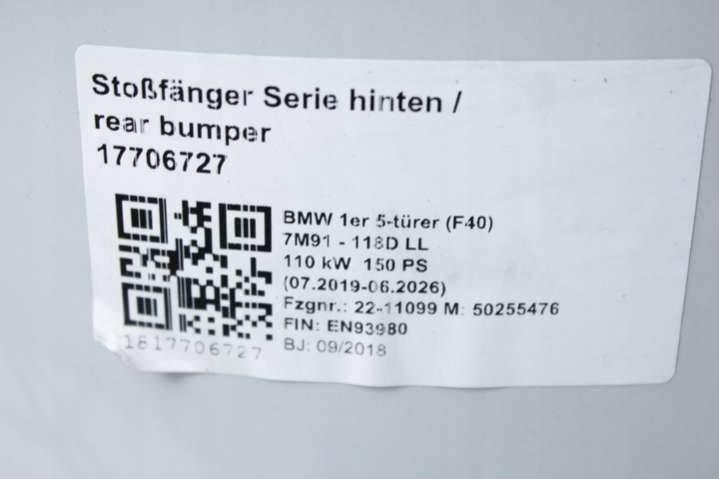 Stoßfänger Serie hinten /
rear bumper
17706727
BMW 1er 5-türer (F40)
7M91 - 118D LL
110 kW 150 PS
(07.2019-06.2026)
Fzgnr.: 22-11099 M: 50255476
FIN: EN93980
BJ: 09/2018
1817706727